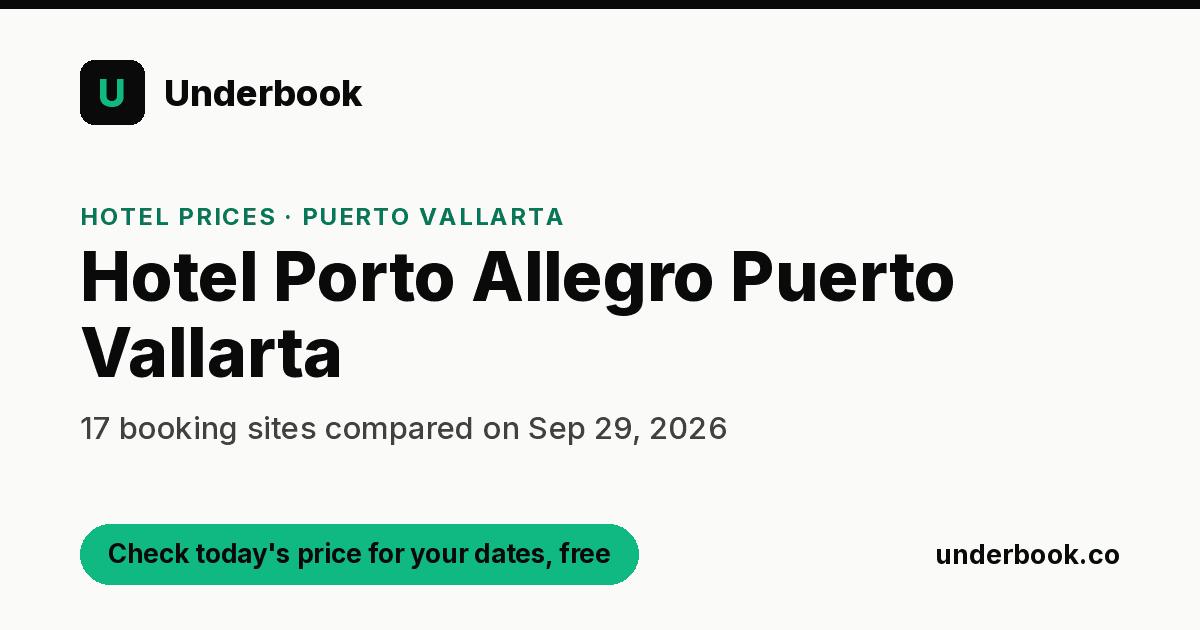 U
Underbook
HOTEL PRICES · PUERTO VALLARTA
Hotel Porto Allegro Puerto
Vallarta
17 booking sites compared on Sep 29, 2026
Check today's price for your dates, free
underbook.co